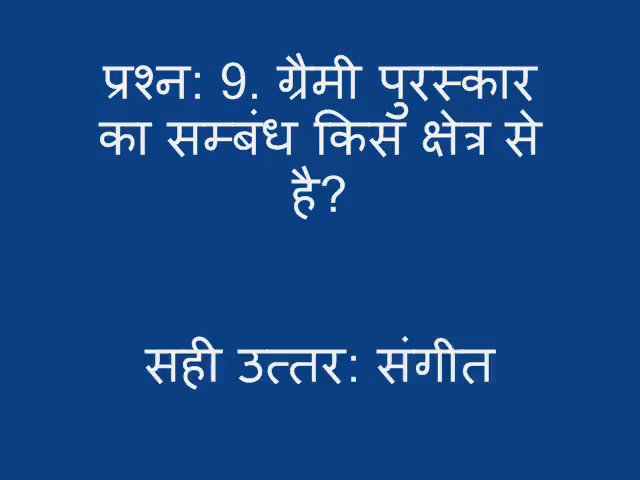 प्रश्न: 9. ग्रैमी पुरस्कार
का सम्बंध किस क्षेत्र से
है?
सही उत्तर: संगीत